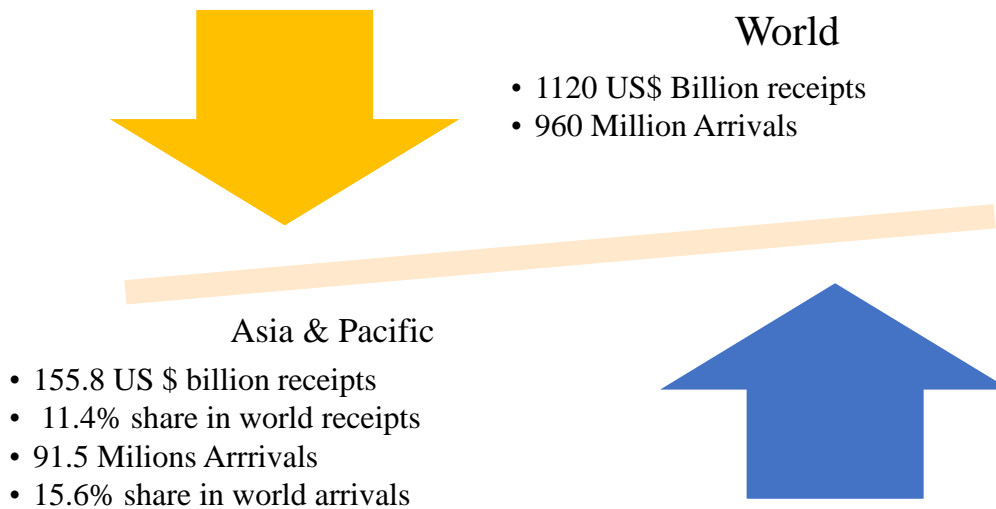 World
• 1120 US$ Billion receipts
• 960 Million Arrivals
Asia & Pacific
• 155.8 US $ billion receipts
• 11.4% share in world receipts
• 91.5 Milions Arrrivals
• 15.6% share in world arrivals